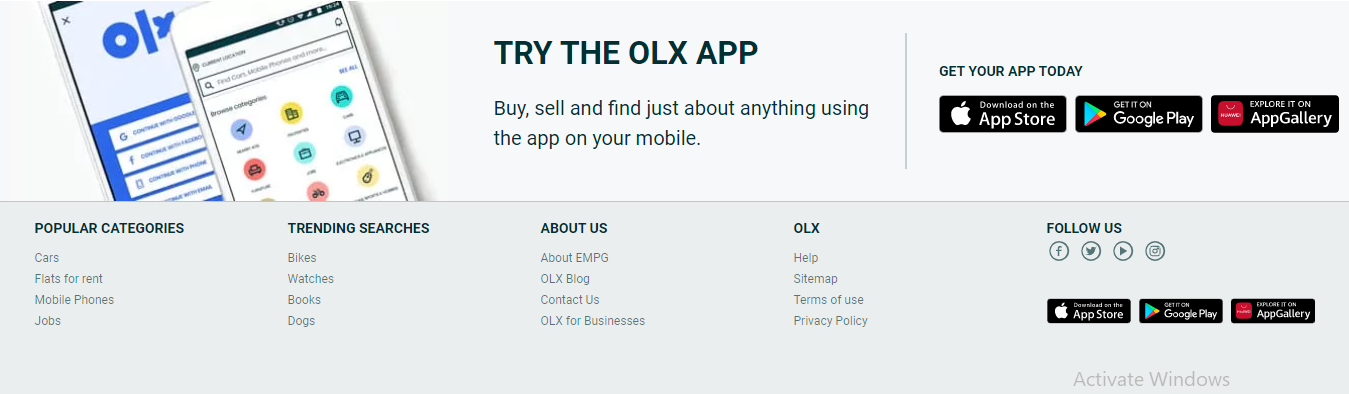 olx
CONTINUE WITH GOOGLE
CONTINUE WITH FACEBOOK
CONTINUE WITH PHONE
CONTINUE WITH EMAIL
CURRENT LOCATION
Find Cars, Mobile Phones and more...
Browse categories
SEE ALL
CARS
JOBS
FURNITURE
TRY THE OLX APP
Buy, sell and find just about anything using
the app on your mobile.
GET YOUR APP TODAY
Download on the
App Store
GET IT ON
Google Play
HUAWEI
EXPLORE IT ON
AppGallery
POPULAR CATEGORIES
Cars
Flats for rent
Mobile Phones
Jobs
TRENDING SEARCHES
Bikes
Watches
Books
Dogs
ABOUT US
About EMPG
OLX Blog
Contact Us
OLX for Businesses
OLX
Help
Sitemap
Terms of use
Privacy Policy
FOLLOW US
Download on the
App Store
GET IT ON
Google Play
HUAWEI
EXPLORE IT ON
AppGallery
Activate Windows